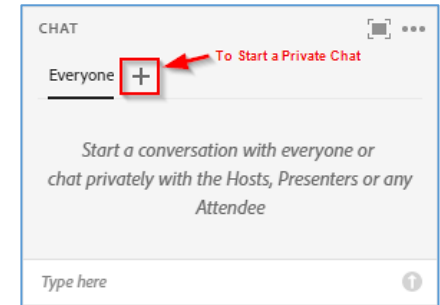 CHAT
To Start a Private Chat
Everyone +
Start a conversation with everyone or
chat privately with the Hosts, Presenters or any
Attendee
Type here